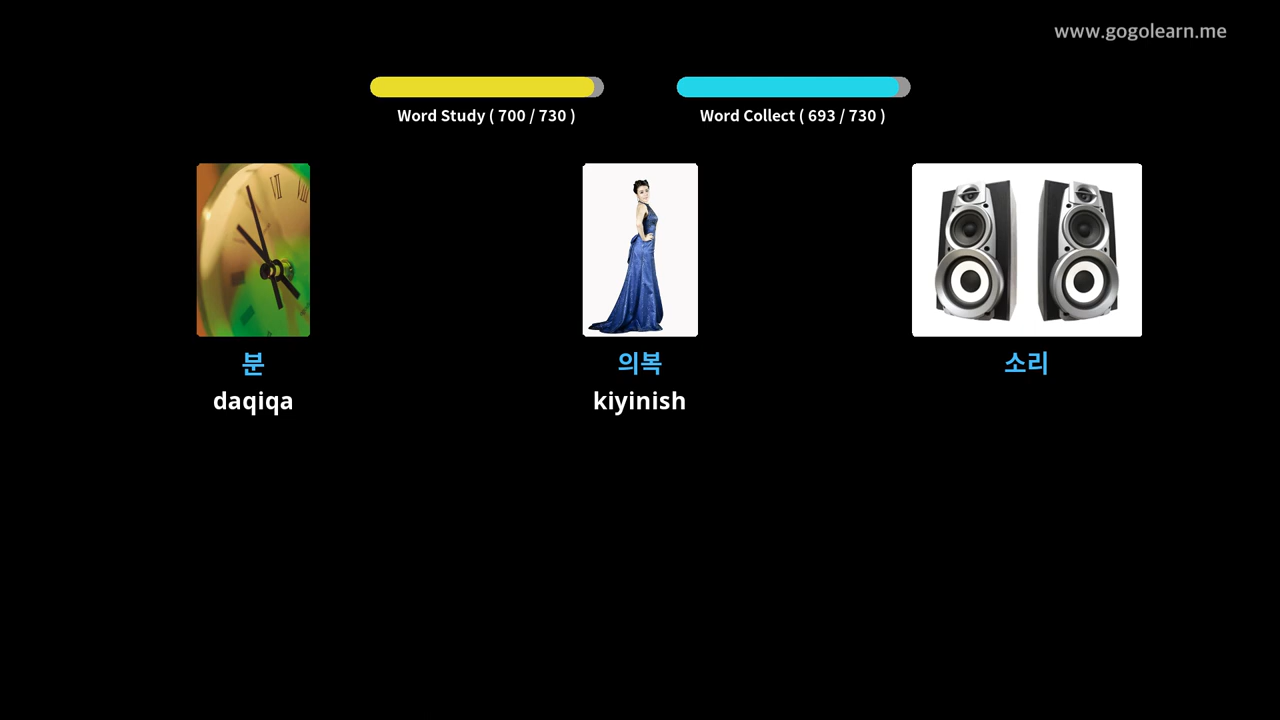 www.gogolearn.me
Word Study ( 700 / 730 )
Word Collect ( 693 / 730 )
분
의복
소리
daqiqa
kiyinish